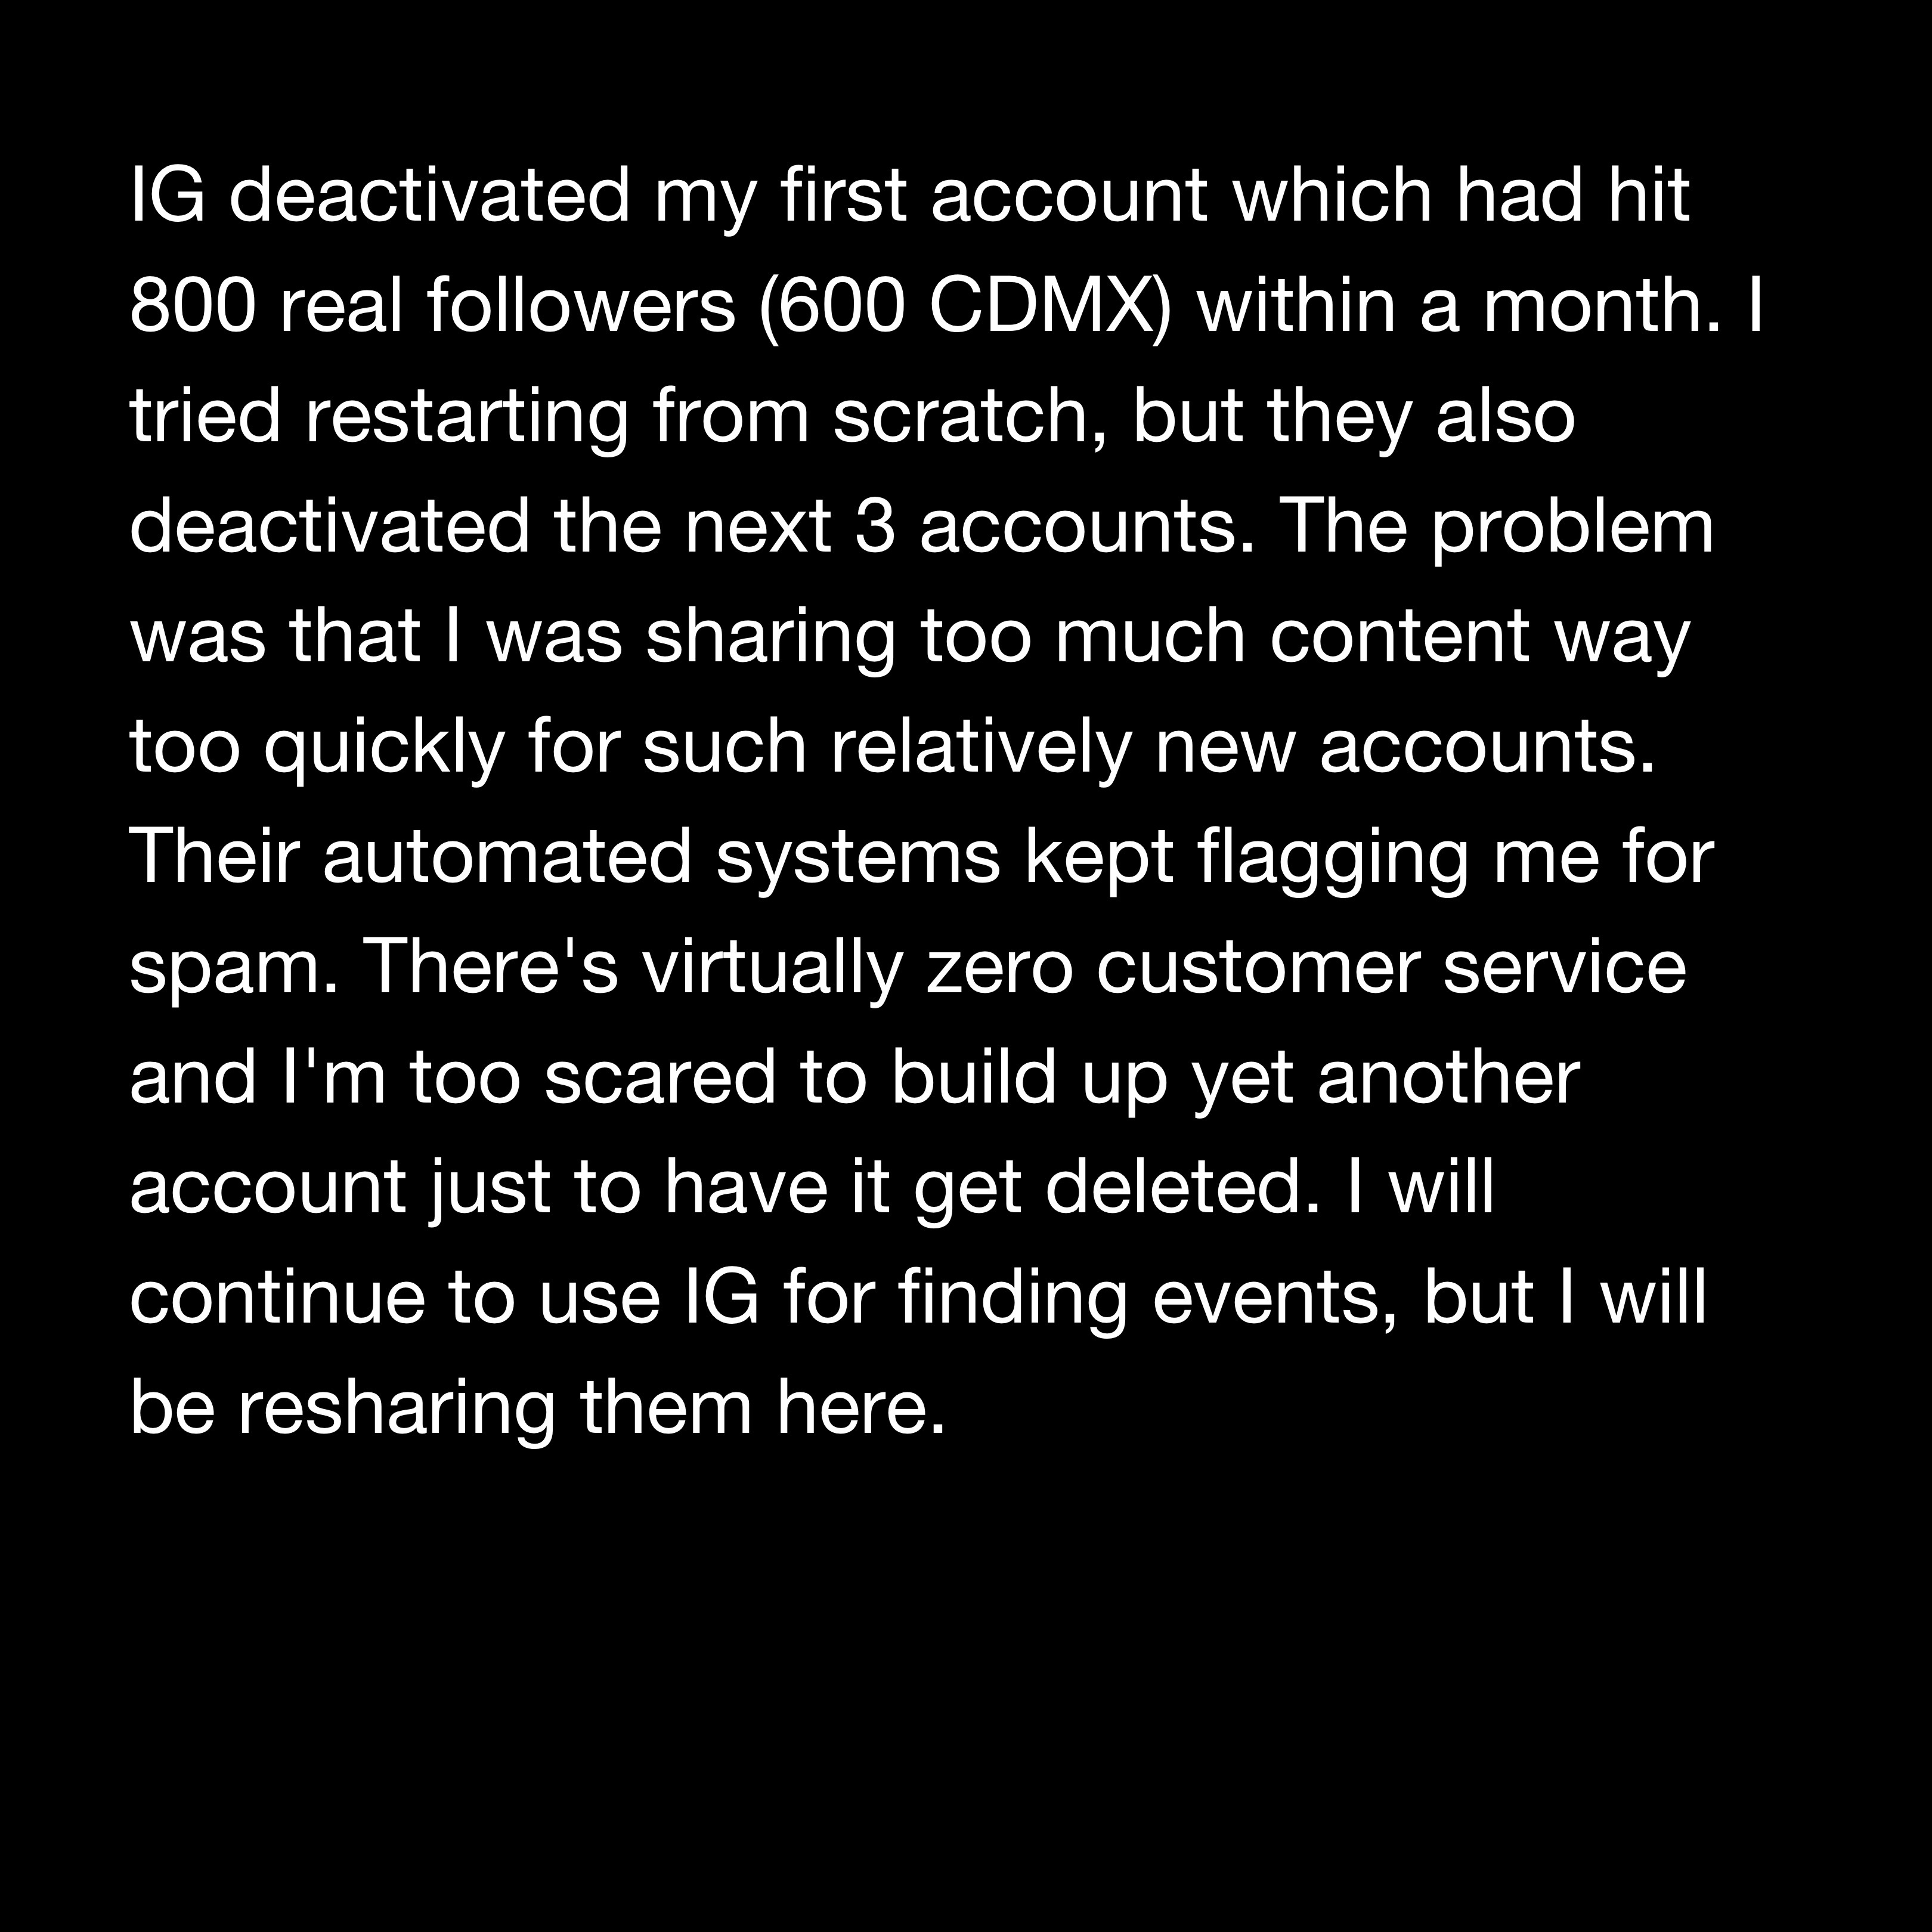 IG deactivated my first account which had hit
800 real followers (600 CDMX) within a month. I
tried restarting from scratch, but they also
deactivated the next 3 accounts. The problem
was that I was sharing too much content way
too quickly for such relatively new accounts.
Their automated systems kept flagging me for
spam. There's virtually zero customer service
and I'm too scared to build up yet another
account just to have it get deleted. I will
continue to use IG for finding events, but I will
be resharing them here.